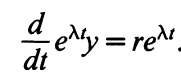 d/dt e^{λt}y = re^{λt}.